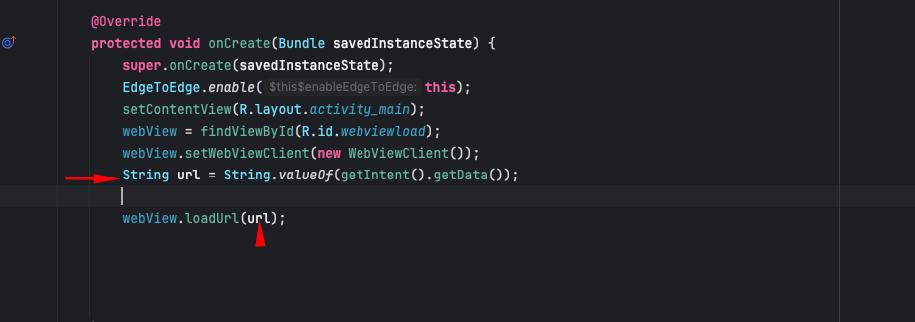 @Override
protected void onCreate(Bundle savedInstanceState) {
super.onCreate(savedInstanceState);
EdgeToEdge.enable( $this$enableEdgeToEdge: this);
setContentView(R.layout.activity_main);
webView = findViewById(R.id.webviewload);
webView.setWebViewClient(new WebViewClient());
String url = String.valueOf(getIntent().getData());
webView.loadUrl(url);